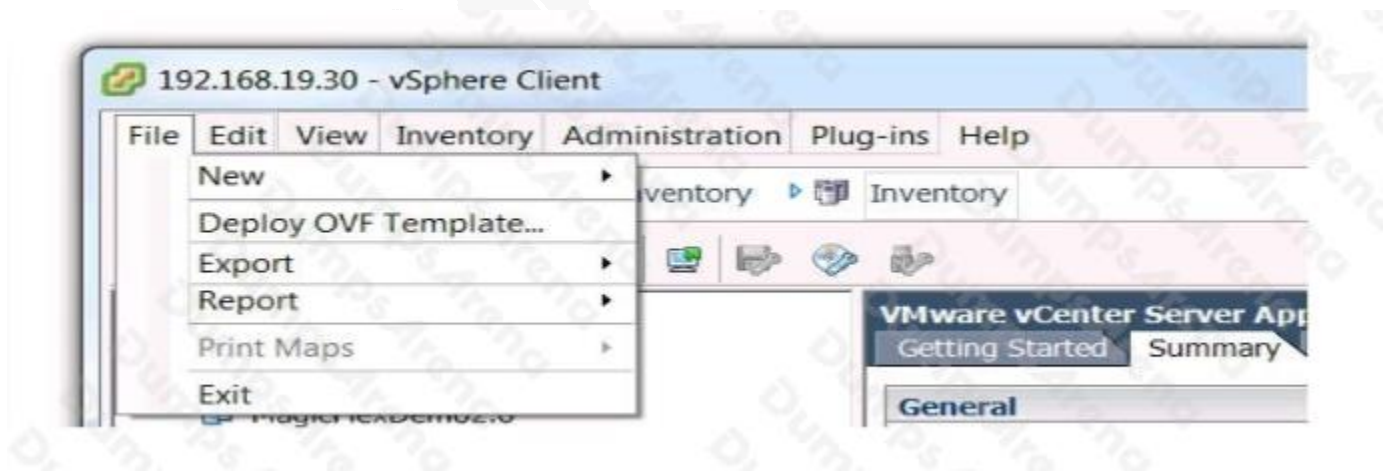 192.168.19.30 - vSphere Client
File Edit View Inventory Administration Plug-ins Help
New
ventory Inventory
Deploy OVF Template...
Export
Report
VMware vCenter Server App
Print Maps
Getting Started Summary
Exit
General
DumpsArena